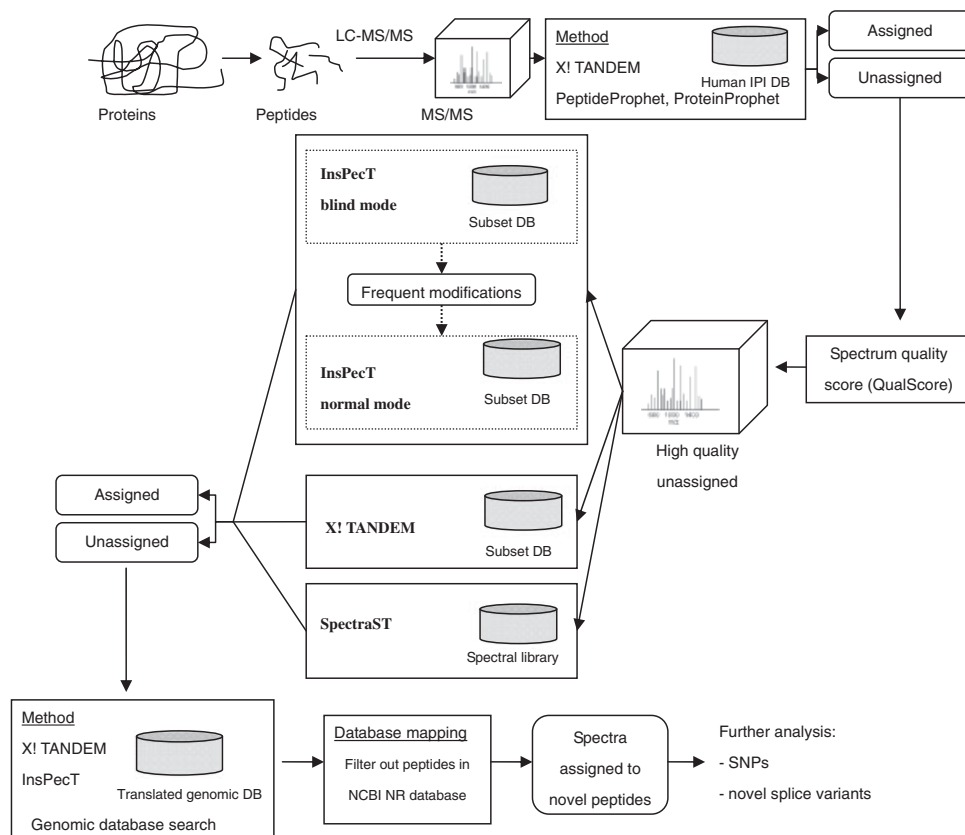 LC-MS/MS
Proteins
Peptides
MS/MS
Method
X! TANDEM
Human IPI DB
PeptideProphet, ProteinProphet
Assigned
Unassigned
InsPecT
blind mode
Subset DB
Frequent modifications
InsPecT
normal mode
Subset DB
Spectrum quality
score (QualScore)
High quality
unassigned
Assigned
Unassigned
X! TANDEM
Subset DB
SpectraST
Spectral library
Method
X! TANDEM
InsPecT
Translated genomic DB
Genomic database search
Database mapping
Filter out peptides in
NCBI NR database
Spectra
assigned to
novel peptides
Further analysis:
- SNPs
- novel splice variants